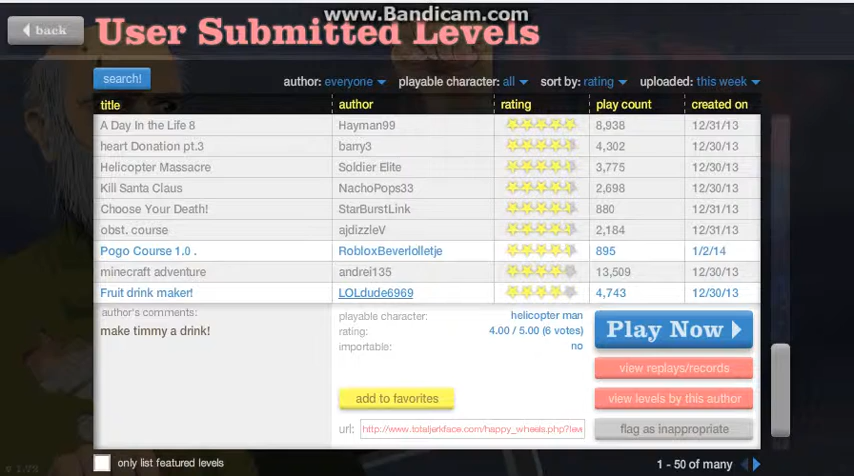 www.Bandicam.com
back
User Submitted Levels
search!
author: everyone playable character: all sort by: rating uploaded: this week
title author rating play count created on
A Day In the Life 8 Hayman99 8,938 12/31/13
heart Donation pt.3 barry3 4,302 12/30/13
Helicopter Massacre Soldier Elite 3,775 12/30/13
Kill Santa Claus NachoPops33 2,698 12/30/13
Choose Your Death! StarBurstLink 880 12/31/13
obst. course ajdizzleV 2,184 12/31/13
Pogo Course 1.0 . RobloxBeverlolletje 895 1/2/14
minecraft adventure andrei135 13,509 12/30/13
Fruit drink maker! LOLdude6969 4,743 12/30/13
author's comments:
make timmy a drink!
playable character: helicopter man
rating: 4.00 / 5.00 (6 votes)
importable: no
Play Now
view replays/records
add to favorites
view levels by this author
url: http://www.totaljerkface.com/happy_wheels.php?lev
flag as inappropriate
only list featured levels
1 - 50 of many
v 1.79